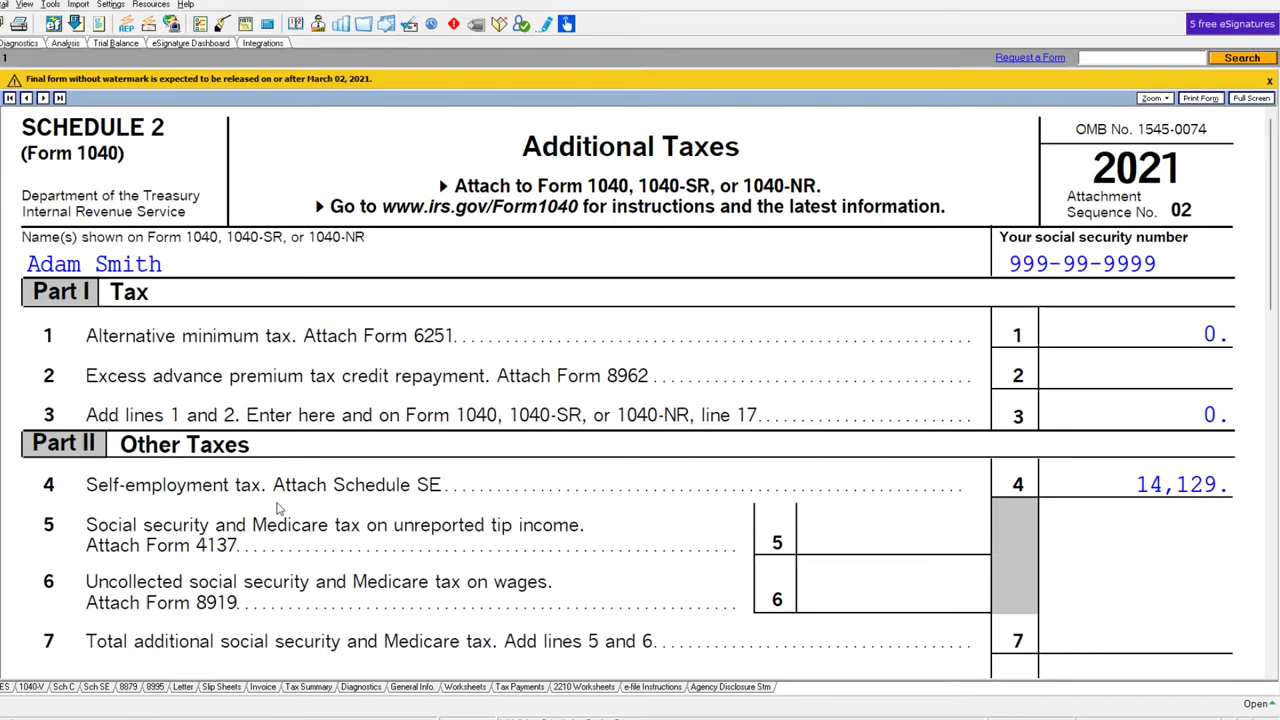 ail View Tools Import Settings Resources Help
REP
5 free eSignatures
Diagnostics Analysis Trial Balance eSignature Dashboard Integrations
1 Request a Form Search
Final form without watermark is expected to be released on or after March 02, 2021. x
Zoom Print Form Full Screen
SCHEDULE 2
(Form 1040)
Department of the Treasury
Internal Revenue Service
Additional Taxes
Attach to Form 1040, 1040-SR, or 1040-NR.
Go to www.irs.gov/Form1040 for instructions and the latest information.
OMB No. 1545-0074
2021
Attachment
Sequence No. 02
Name(s) shown on Form 1040, 1040-SR, or 1040-NR Your social security number
Adam Smith 999-99-9999
Part I Tax
1 Alternative minimum tax. Attach Form 6251 1 0.
2 Excess advance premium tax credit repayment. Attach Form 8962 2
3 Add lines 1 and 2. Enter here and on Form 1040, 1040-SR, or 1040-NR, line 17 3 0.
Part II Other Taxes
4 Self-employment tax. Attach Schedule SE 4 14,129.
5 Social security and Medicare tax on unreported tip income.
Attach Form 4137 5
6 Uncollected social security and Medicare tax on wages.
Attach Form 8919 6
7 Total additional social security and Medicare tax. Add lines 5 and 6 7
ES 1040-V Sch C Sch SE 8879 8995 Letter Slip Sheets Invoice Tax Summary Diagnostics General Info. Worksheets Tax Payments 2210 Worksheets e-file Instructions Agency Disclosure Stm
Open